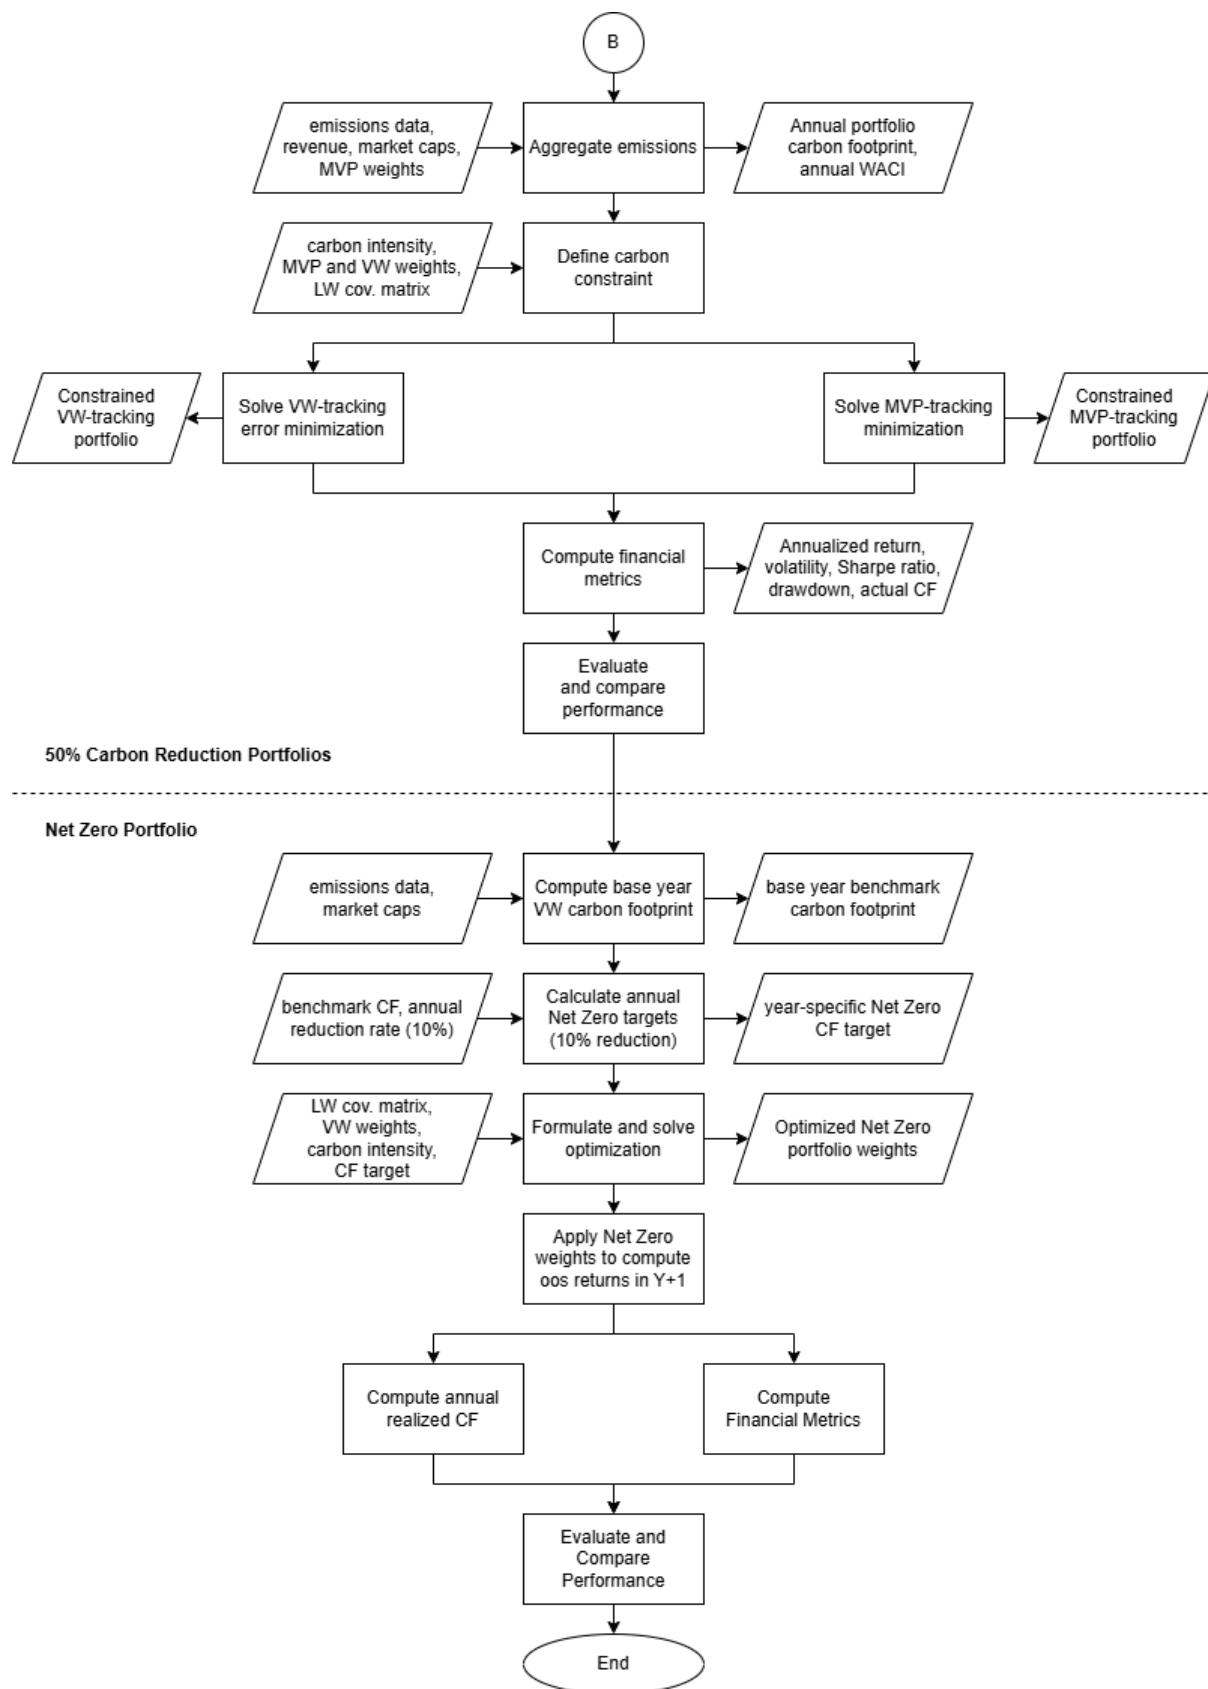 B
emissions data,
revenue, market caps,
MVP weights
Aggregate emissions
Annual portfolio
carbon footprint,
annual WACI
carbon intensity,
MVP and VW weights,
LW cov. matrix
Define carbon
constraint
Constrained
VW-tracking
portfolio
Solve VW-tracking
error minimization
Solve MVP-tracking
minimization
Constrained
MVP-tracking
portfolio
Compute financial
metrics
Annualized return,
volatility, Sharpe ratio,
drawdown, actual CF
Evaluate
and compare
performance
50% Carbon Reduction Portfolios
Net Zero Portfolio
emissions data,
market caps
Compute base year
VW carbon footprint
base year benchmark
carbon footprint
benchmark CF, annual
reduction rate (10%)
Calculate annual
Net Zero targets
(10% reduction)
year-specific Net Zero
CF target
LW cov. matrix,
VW weights,
carbon intensity,
CF target
Formulate and solve
optimization
Optimized Net Zero
portfolio weights
Apply Net Zero
weights to compute
oos returns in Y+1
Compute annual
realized CF
Compute
Financial Metrics
Evaluate and
Compare
Performance
End